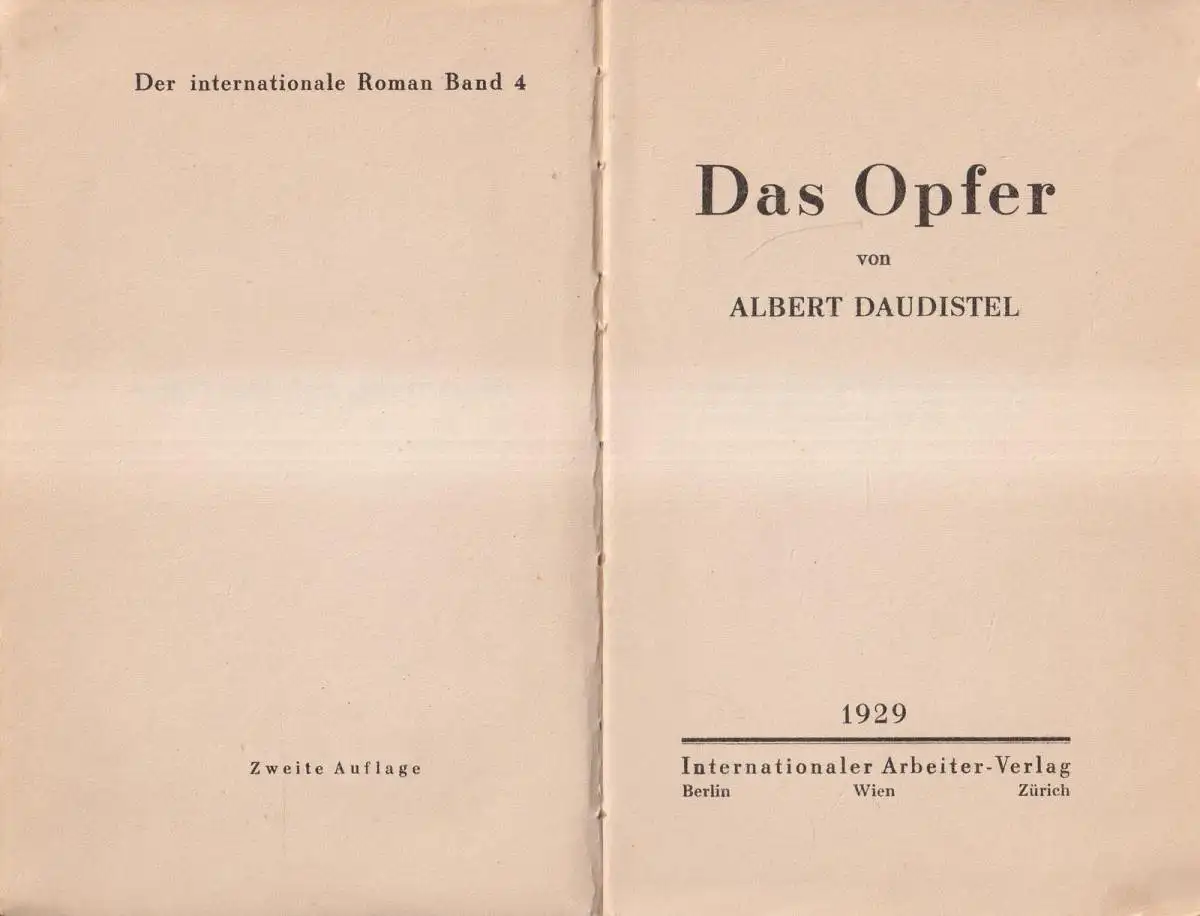 Der internationale Roman Band 4
Zweite Auflage
Das Opfer
von
ALBERT DAUDISTEL
1929
Internationaler Arbeiter-Verlag
Berlin Wien Zürich